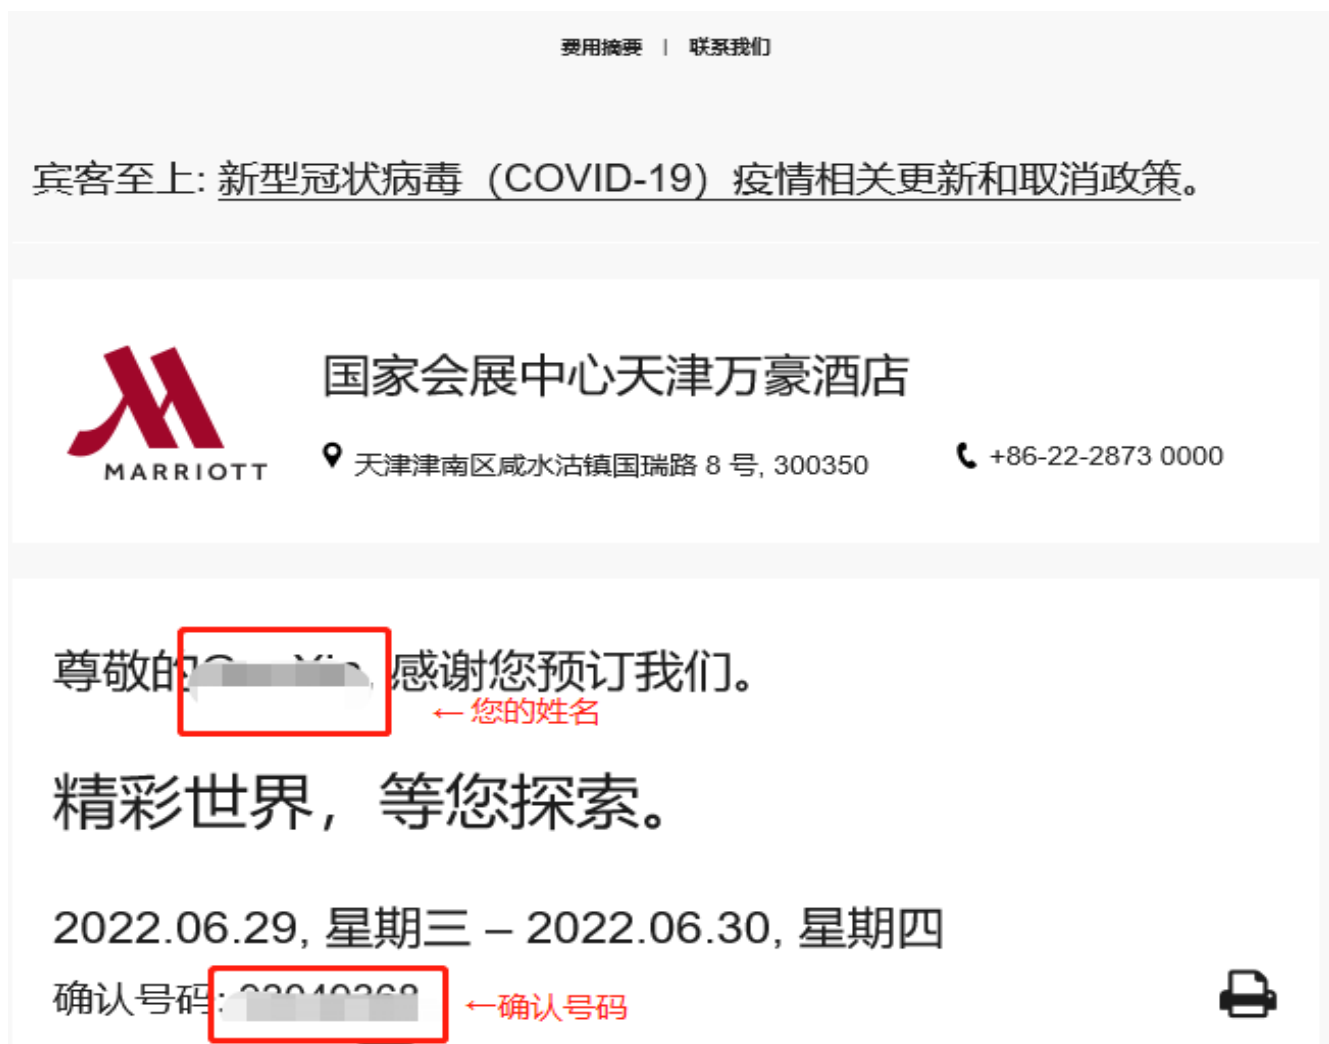 费用摘要 | 联系我们
宾客至上: 新型冠状病毒（COVID-19）疫情相关更新和取消政策。
国家会展中心天津万豪酒店
MARRIOTT
天津津南区咸水沽镇国瑞路 8 号, 300350
+86-22-2873 0000
尊敬的 , 感谢您预订我们。
←您的姓名
精彩世界，等您探索。
2022.06.29, 星期三 – 2022.06.30, 星期四
确认号码:
←确认号码